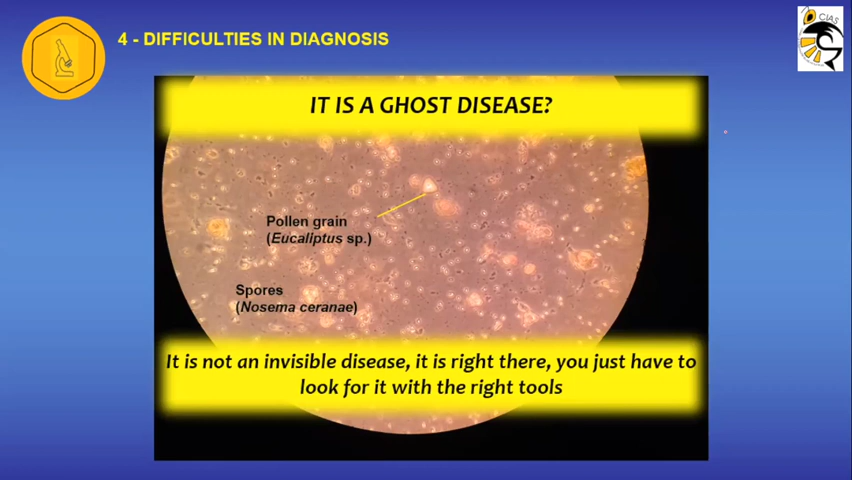 4 - DIFFICULTIES IN DIAGNOSIS
CIAS
IT IS A GHOST DISEASE?
Pollen grain
(Eucaliptus sp.)
Spores
(Nosema ceranae)
It is not an invisible disease, it is right there, you just have to
look for it with the right tools